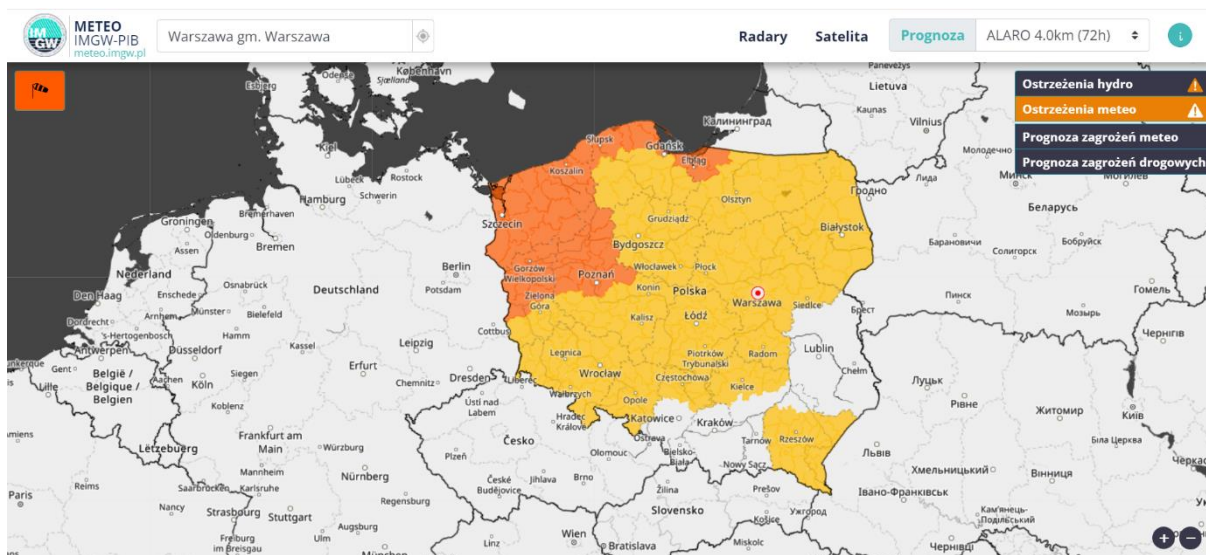 IM
GW
METEO
IMGW-PIB
meteo.imgw.pl
Warszawa gm. Warszawa
Radary
Satelita
Prognoza
ALARO 4.0km (72h)
i
Ostrzeżenia hydro
Ostrzeżenia meteo
Prognoza zagrożeń meteo
Prognoza zagrożeń drogowych
Odense
Sjælland
København
Esbjerg
Panevėžys
Lietuva
Kaunas
Vilnius
Калининград
Молодечно
Słupsk
Gdańsk
Elbląg
Koszalin
Kiel
Lübeck
Rostock
Schwerin
Hamburg
Гродно
Лида
Минск
Могилев
Беларусь
Olsztyn
Szczecin
Grudziądz
Białystok
Bydgoszcz
Барановичи
Солигорск
Бобруйск
Groningen
Bremerhaven
Oldenburg
Bremen
Assen
Nederland
Berlin
Potsdam
Gorzów
Wielkopolski
Poznań
Włocławek
Płock
Гомель
Den Haag
Enschede
Osnabrück
Deutschland
Zielona
Góra
Konin
Polska
Warszawa
Siedlce
Брест
Пинск
Мозырь
Dordrecht
Arnhem
Münster
Bielefeld
Kalisz
Łódź
Чернігів
's-Hertogenbosch
Hamm
Cottbus
Antwerpen
Düsseldorf
Kassel
Leipzig
Legnica
Piotrków
Trybunalski
Radom
Lublin
Gent
België /
Belgique /
Belgien
Erfurt
Chełm
Луцьк
Lille
Aachen
Köln
Siegen
Chemnitz
Dresden
Liberec
Wrocław
Częstochowa
Kielce
Рівне
Житомир
Київ
Koblenz
Ústí nad
Labem
Wałbrzych
Opole
Hradec
Králové
Katowice
Kraków
Біла Церква
Frankfurt am
Main
Würzburg
Česko
Ostrava
Tarnów
Rzeszów
Львів
Lëtzebuerg
Plzeň
Olomouc
Bielsko-
Biała
Nowy Sącz
Хмельницький
Вінниця
Черкаси
Mannheim
Nürnberg
Paris
Reims
Saarbrücken
Karlsruhe
České
Budějovice
Jihlava
Brno
Žilina
Prešov
Івано-Франківськ
Nancy
Strasbourg
Stuttgart
Regensburg
Slovensko
Košice
Ужгород
Кам'янець-
Подільський
Augsburg
Freiburg
im Breisgau
Ulm
München
Linz
Wien
Bratislava
Miskolc
Чернівці